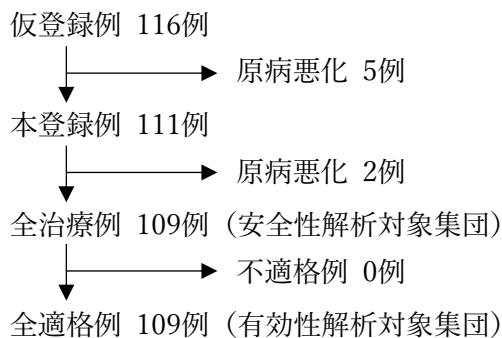 仮登録例 116例
原病悪化 5例
本登録例 111例
原病悪化 2例
全治療例 109例（安全性解析対象集団）
不適格例 0例
全適格例 109例（有効性解析対象集団）